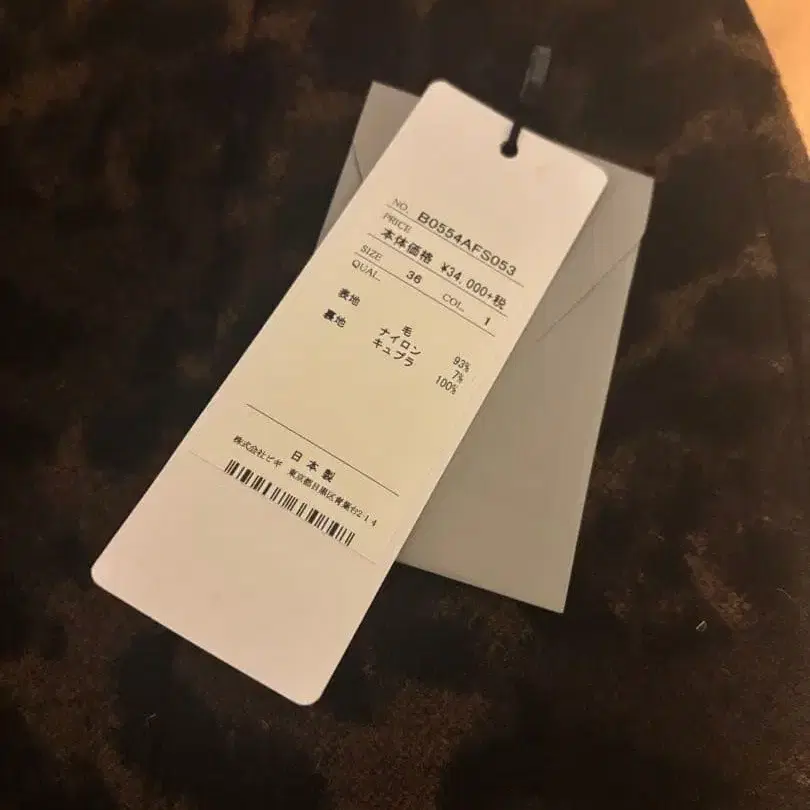 NO. B0554AFS053
PRICE
本体価格 ¥34,000+税
SIZE 36 COL. 1
QUAL.
表地 毛 93%
ナイロン 7%
裏地 キュプラ 100%
日本製
株式会社ビギ 東京都目黒区青葉台2-1-4